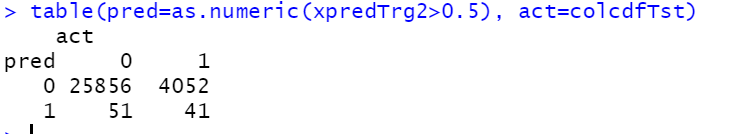 > table(pred=as.numeric(xpredTrg2>0.5), act=colcdfTst)
act
pred 0 1
0 25856 4052
1 51 41
>